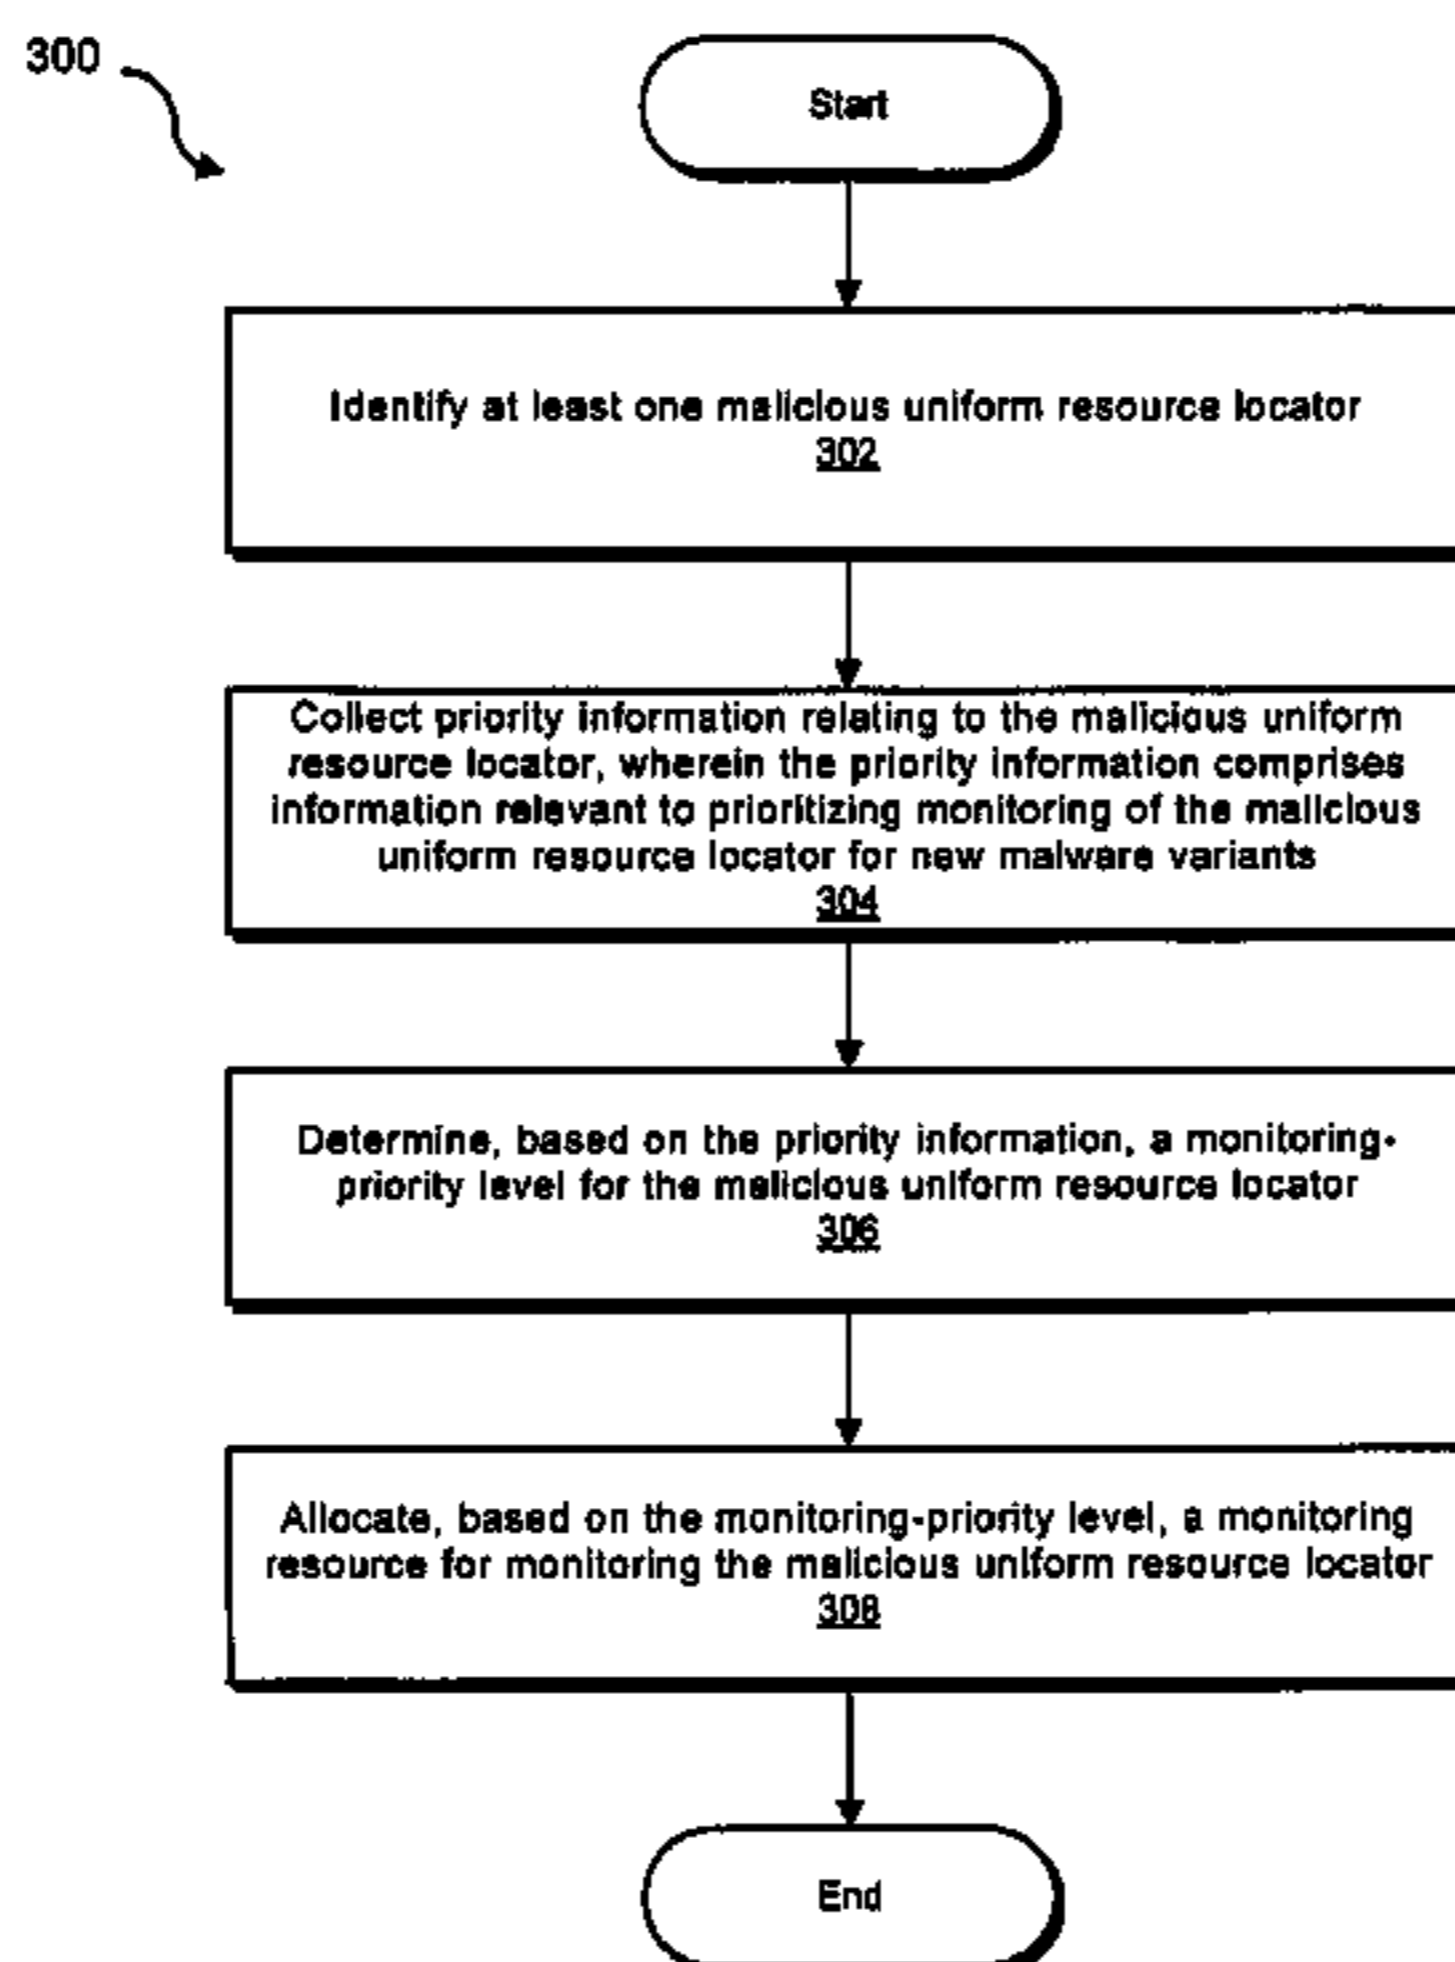 300
Start
Identify at least one malicious uniform resource locator
302
Collect priority information relating to the malicious uniform
resource locator, wherein the priority information comprises
information relevant to prioritizing monitoring of the malicious
uniform resource locator for new malware variants
304
Determine, based on the priority information, a monitoring-
priority level for the malicious uniform resource locator
306
Allocate, based on the monitoring-priority level, a monitoring
resource for monitoring the malicious uniform resource locator
308
End